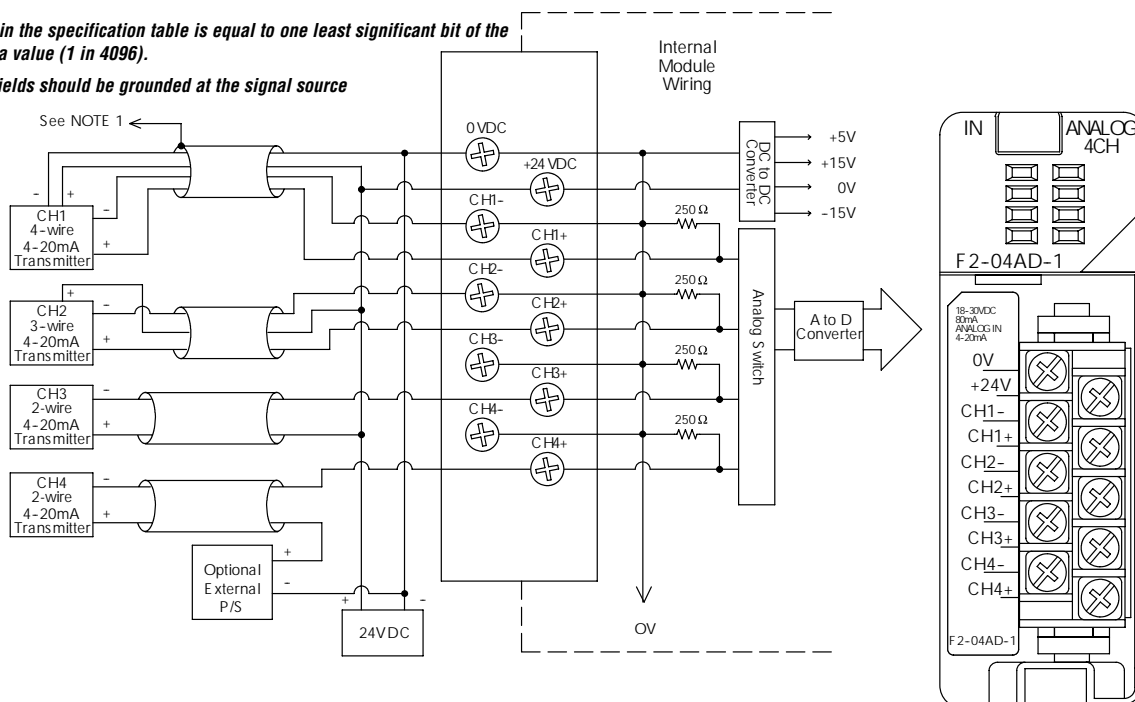 in the specification table is equal to one least significant bit of the
a value (1 in 4096).
ields should be grounded at the signal source
See NOTE 1
- +
CH1
4-wire
4-20mA
Transmitter
-
+
+
CH2
3-wire
4-20mA
Transmitter
-
+
CH3
2-wire
4-20mA
Transmitter
-
+
CH4
2-wire
4-20mA
Transmitter
-
+
Optional
External
P/S
+
-
+ -
24VDC
0VDC
+24VDC
CH1-
CH1+
CH2-
CH2+
CH3-
CH3+
CH4-
CH4+
Internal
Module
Wiring
250 Ω
250 Ω
250 Ω
250 Ω
DC to DC
Converter
+5V
+15V
0V
-15V
Analog Switch
A to D
Converter
OV
IN
ANALOG
4CH
F2-04AD-1
18-30VDC
80mA
ANALOG IN
4-20mA
0V
+24V
CH1-
CH1+
CH2-
CH2+
CH3-
CH3+
CH4-
CH4+
F2-04AD-1